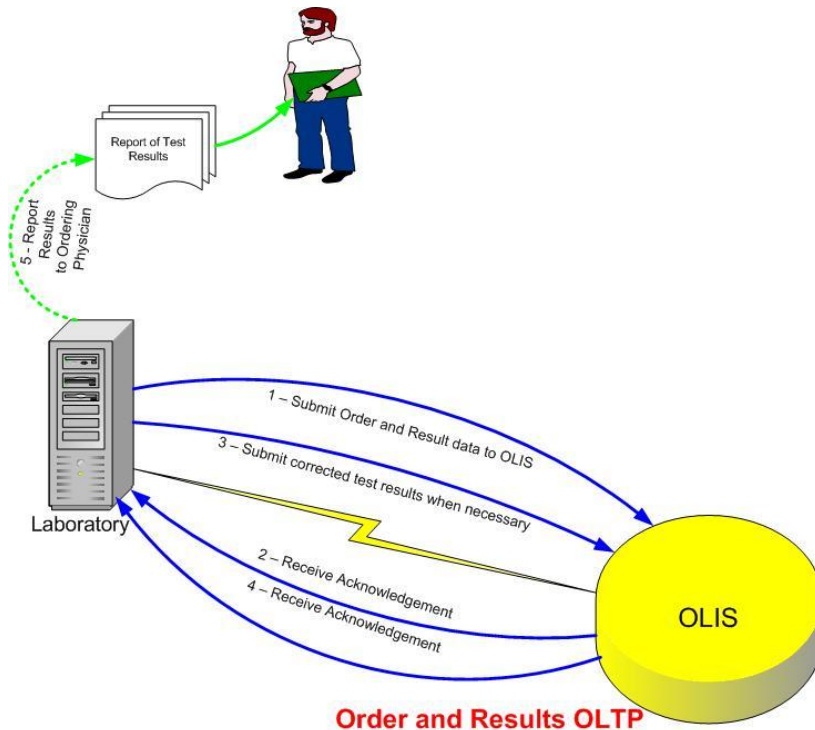 Report of Test
Results
5 - Report
Results
to Ordering
Physician
1 – Submit Order and Result data to OLIS
3 – Submit corrected test results when necessary
Laboratory
2 – Receive Acknowledgement
4 – Receive Acknowledgement
OLIS
Order and Results OLTP